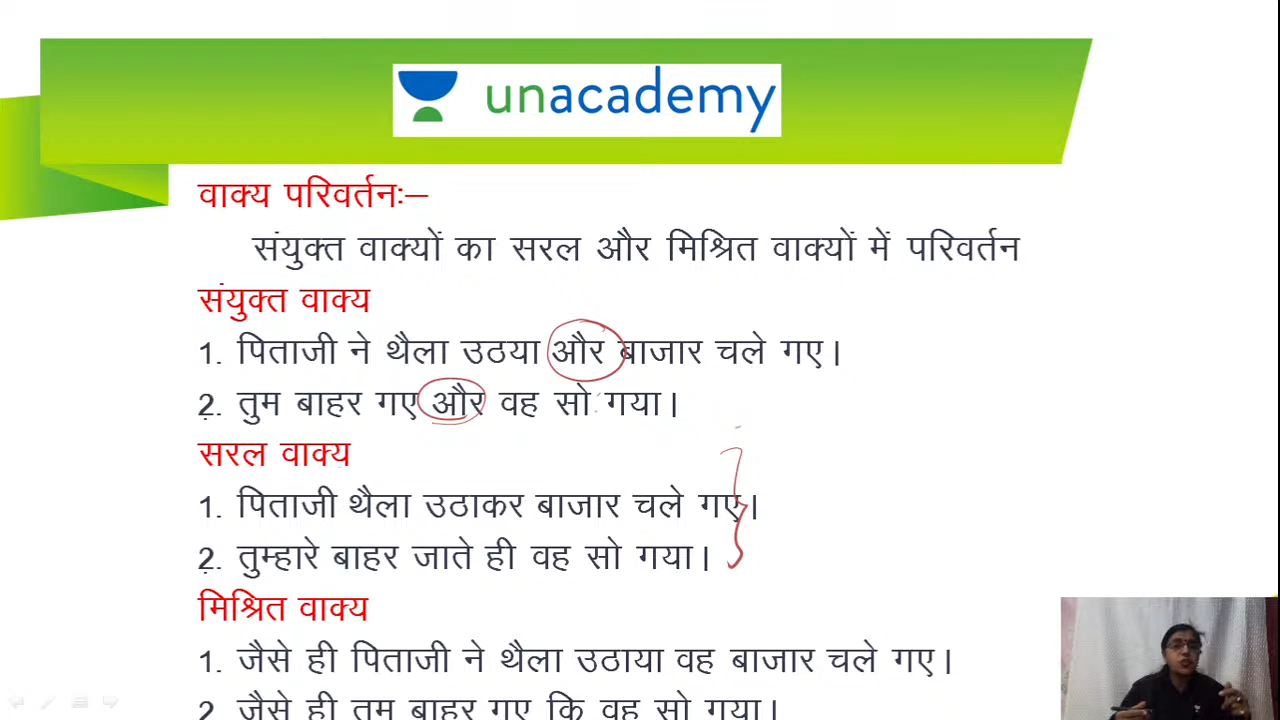 unacademy
वाक्य परिवर्तनः–
संयुक्त वाक्यों का सरल और मिश्रित वाक्यों में परिवर्तन
संयुक्त वाक्य
1. पिताजी ने थैला उठया और बाजार चले गए।
2. तुम बाहर गए और वह सो गया।
सरल वाक्य
1. पिताजी थैला उठाकर बाजार चले गए।
2. तुम्हारे बाहर जाते ही वह सो गया।
मिश्रित वाक्य
1. जैसे ही पिताजी ने थैला उठाया वह बाजार चले गए।
2. जैसे ही तुम बाहर गए कि वह सो गया।